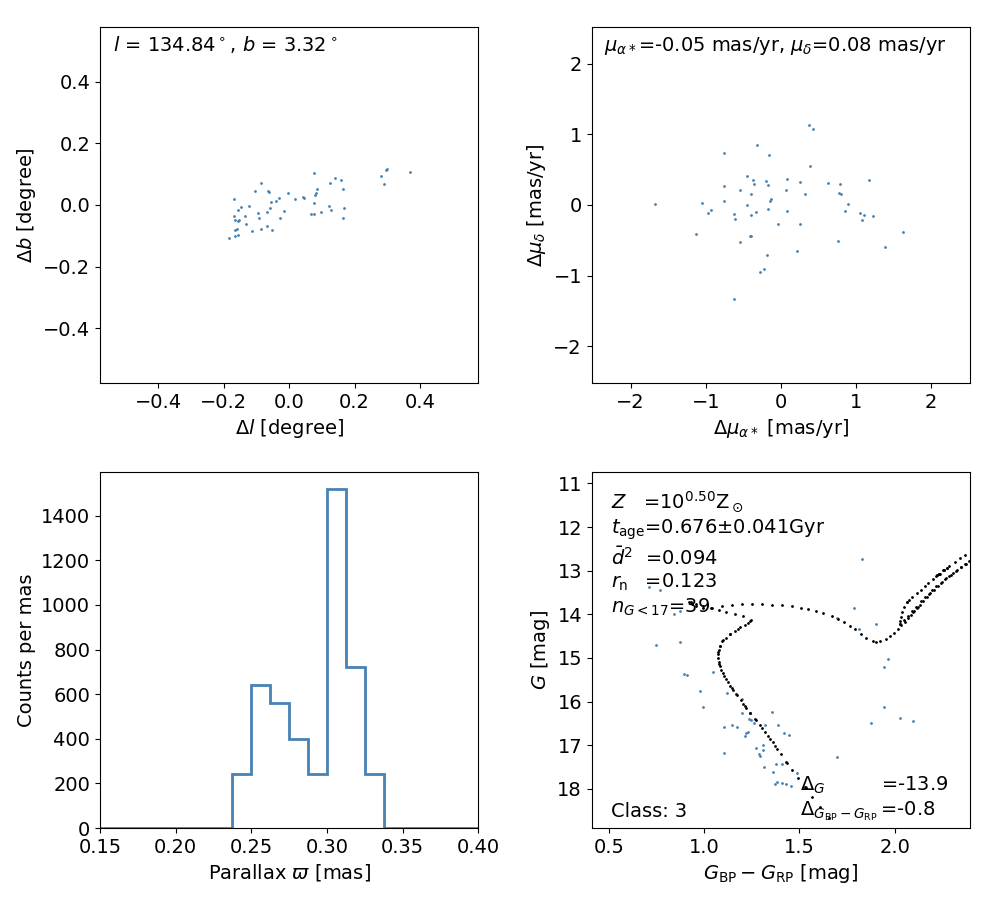 l = 134.84°, b = 3.32°
0.4
0.2
0.0
−0.2
−0.4
−0.4 −0.2 0.0 0.2 0.4
Δl [degree]
Δb [degree]
μα*=-0.05 mas/yr, μδ=0.08 mas/yr
2
1
0
−1
−2
−2 −1 0 1 2
Δμα* [mas/yr]
Δμδ [mas/yr]
1400
1200
1000
800
600
400
200
0
0.15 0.20 0.25 0.30 0.35 0.40
Parallax ϖ [mas]
Counts per mas
11
12
13
14
15
16
17
18
Z =10^0.50 Z⊙
t_age=0.676±0.041Gyr
d̄² =0.094
r_n =0.123
n_G<17=39
Δ_G =-13.9
Δ_G_BP−G_RP =-0.8
Class: 3
0.5 1.0 1.5 2.0
G_BP − G_RP [mag]
G [mag]